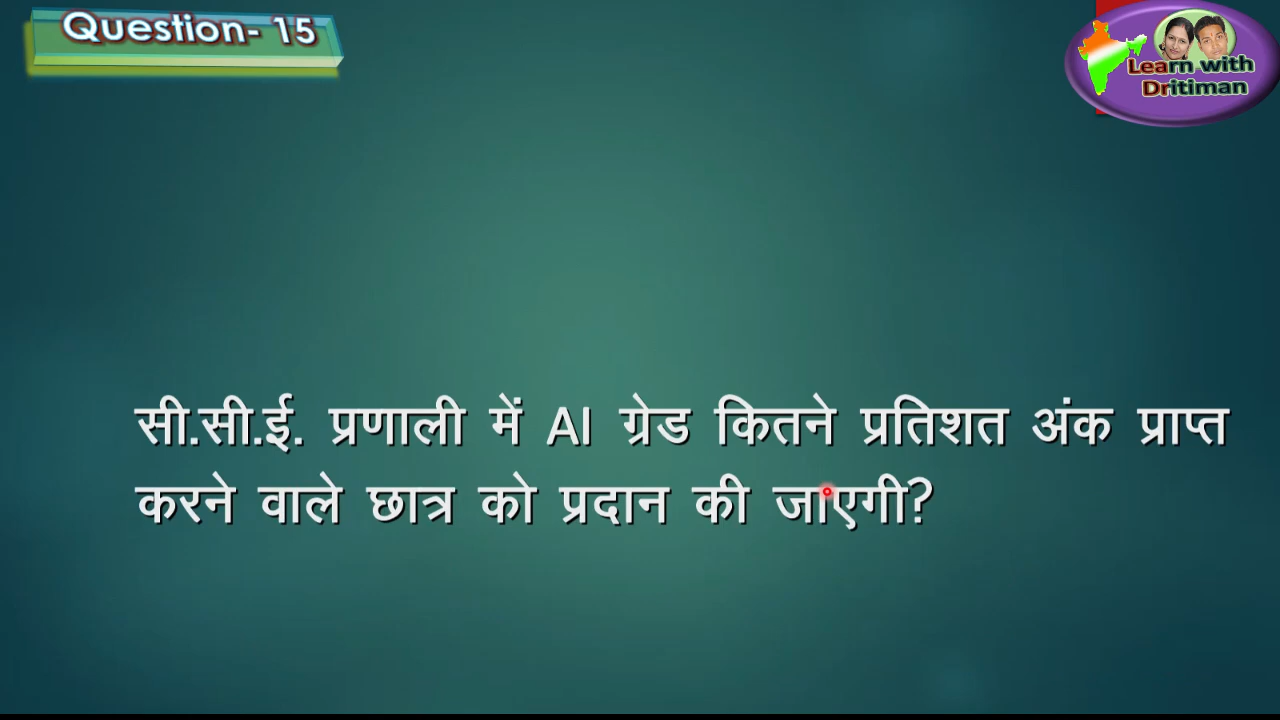 Question- 15
Learn with
Dritiman
सी.सी.ई. प्रणाली में AI ग्रेड कितने प्रतिशत अंक प्राप्त
करने वाले छात्र को प्रदान की जाएगी?